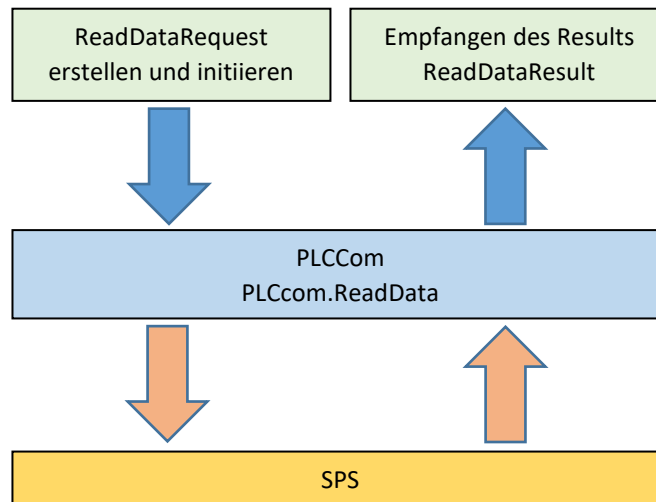 ReadDataRequest
erstellen und initiieren
Empfangen des Results
ReadDataResult
PLCCom
PLCcom.ReadData
SPS